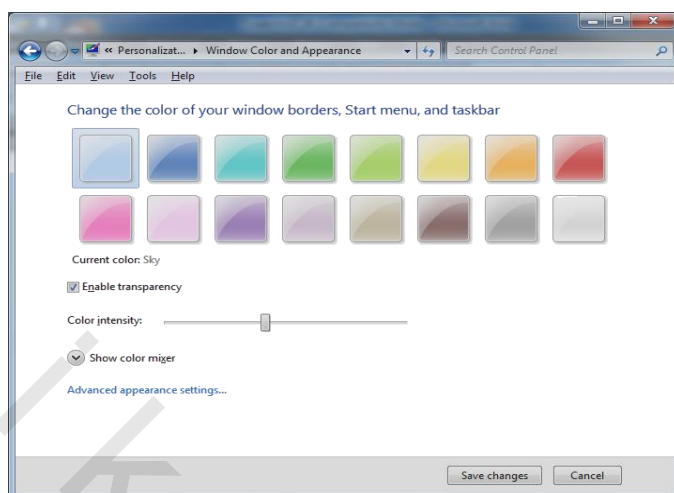 « Personalizat... ▸ Window Color and Appearance Search Control Panel
File Edit View Tools Help
Change the color of your window borders, Start menu, and taskbar
Current color: Sky
Enable transparency
Color intensity:
Show color mixer
Advanced appearance settings...
Save changes Cancel